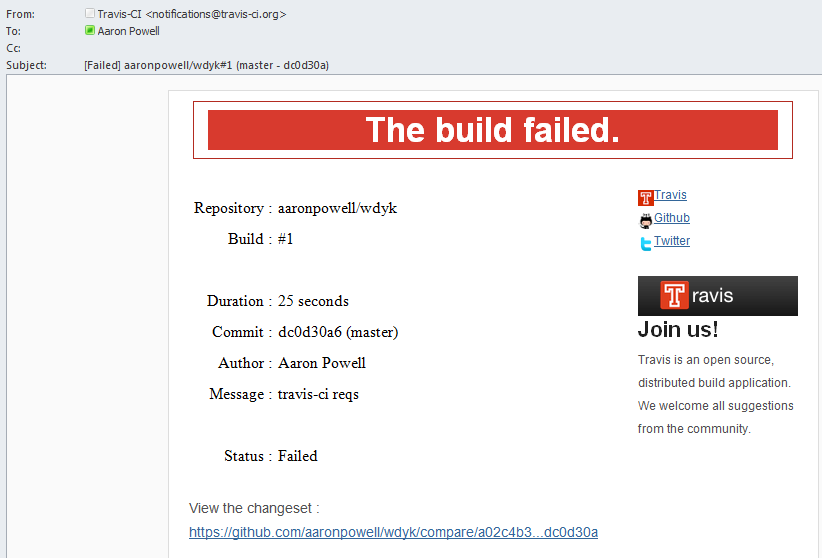 From: Travis-CI <notifications@travis-ci.org>
To: Aaron Powell
Cc:
Subject: [Failed] aaronpowell/wdyk#1 (master - dc0d30a)
The build failed.
Repository : aaronpowell/wdyk
Build : #1
Duration : 25 seconds
Commit : dc0d30a6 (master)
Author : Aaron Powell
Message : travis-ci reqs
Status : Failed
View the changeset :
https://github.com/aaronpowell/wdyk/compare/a02c4b3...dc0d30a
Travis
Github
Twitter
Travis
Join us!
Travis is an open source,
distributed build application.
We welcome all suggestions
from the community.